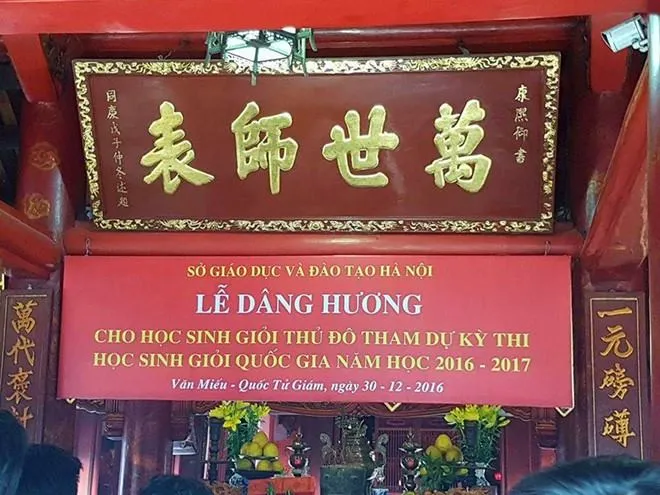 康熙御書
萬世師表
同慶戊子仲冬述題
SỞ GIÁO DỤC VÀ ĐÀO TẠO HÀ NỘI
LỄ DÂNG HƯƠNG
CHO HỌC SINH GIỎI THỦ ĐÔ THAM DỰ KỲ THI
HỌC SINH GIỎI QUỐC GIA NĂM HỌC 2016 - 2017
Văn Miếu - Quốc Tử Giám, ngày 30 - 12 - 2016
一元磅礴
萬代褒